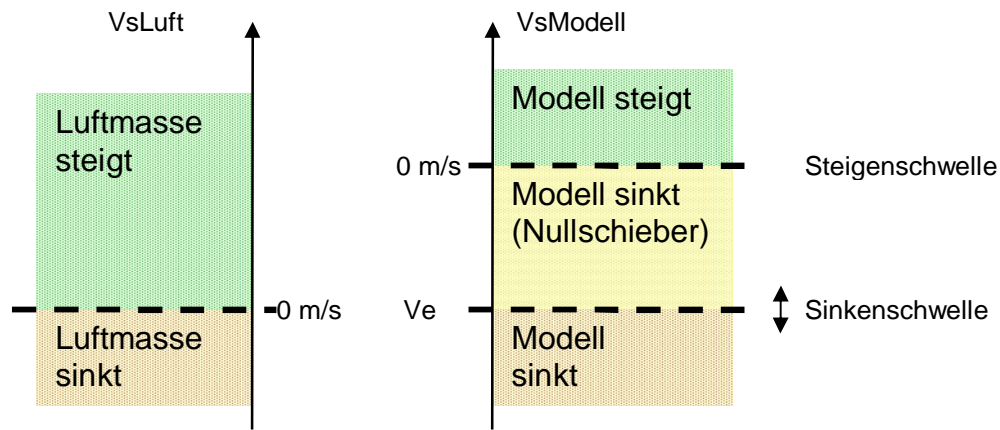 VsLuft
VsModell
Luftmasse
steigt
Modell steigt
0 m/s
Steigenschwelle
Modell sinkt
(Nullschieber)
0 m/s
Ve
Sinkenschwelle
Luftmasse
sinkt
Modell
sinkt